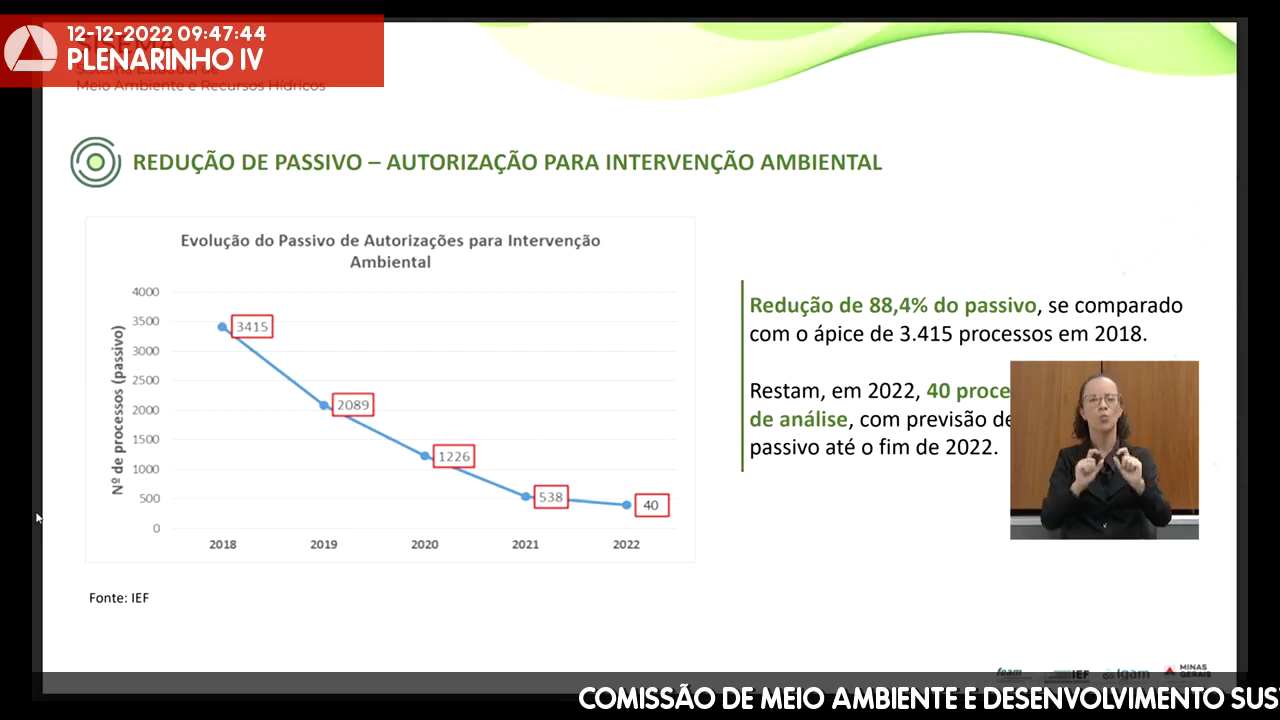 12-12-2022 09:47:44
PLENARINHO IV
Meio Ambiente e Recursos Hídricos
REDUÇÃO DE PASSIVO – AUTORIZAÇÃO PARA INTERVENÇÃO AMBIENTAL
Evolução do Passivo de Autorizações para Intervenção
Ambiental
Nº de processos (passivo)
4000
3500
3000
2500
2000
1500
1000
500
0
3415
2089
1226
538
40
2018 2019 2020 2021 2022
Fonte: IEF
Redução de 88,4% do passivo, se comparado
com o ápice de 3.415 processos em 2018.
Restam, em 2022, 40 proce
de análise, com previsão de
passivo até o fim de 2022.
feam IEF Igam MINAS
GERAIS
COMISSÃO DE MEIO AMBIENTE E DESENVOLVIMENTO SUS